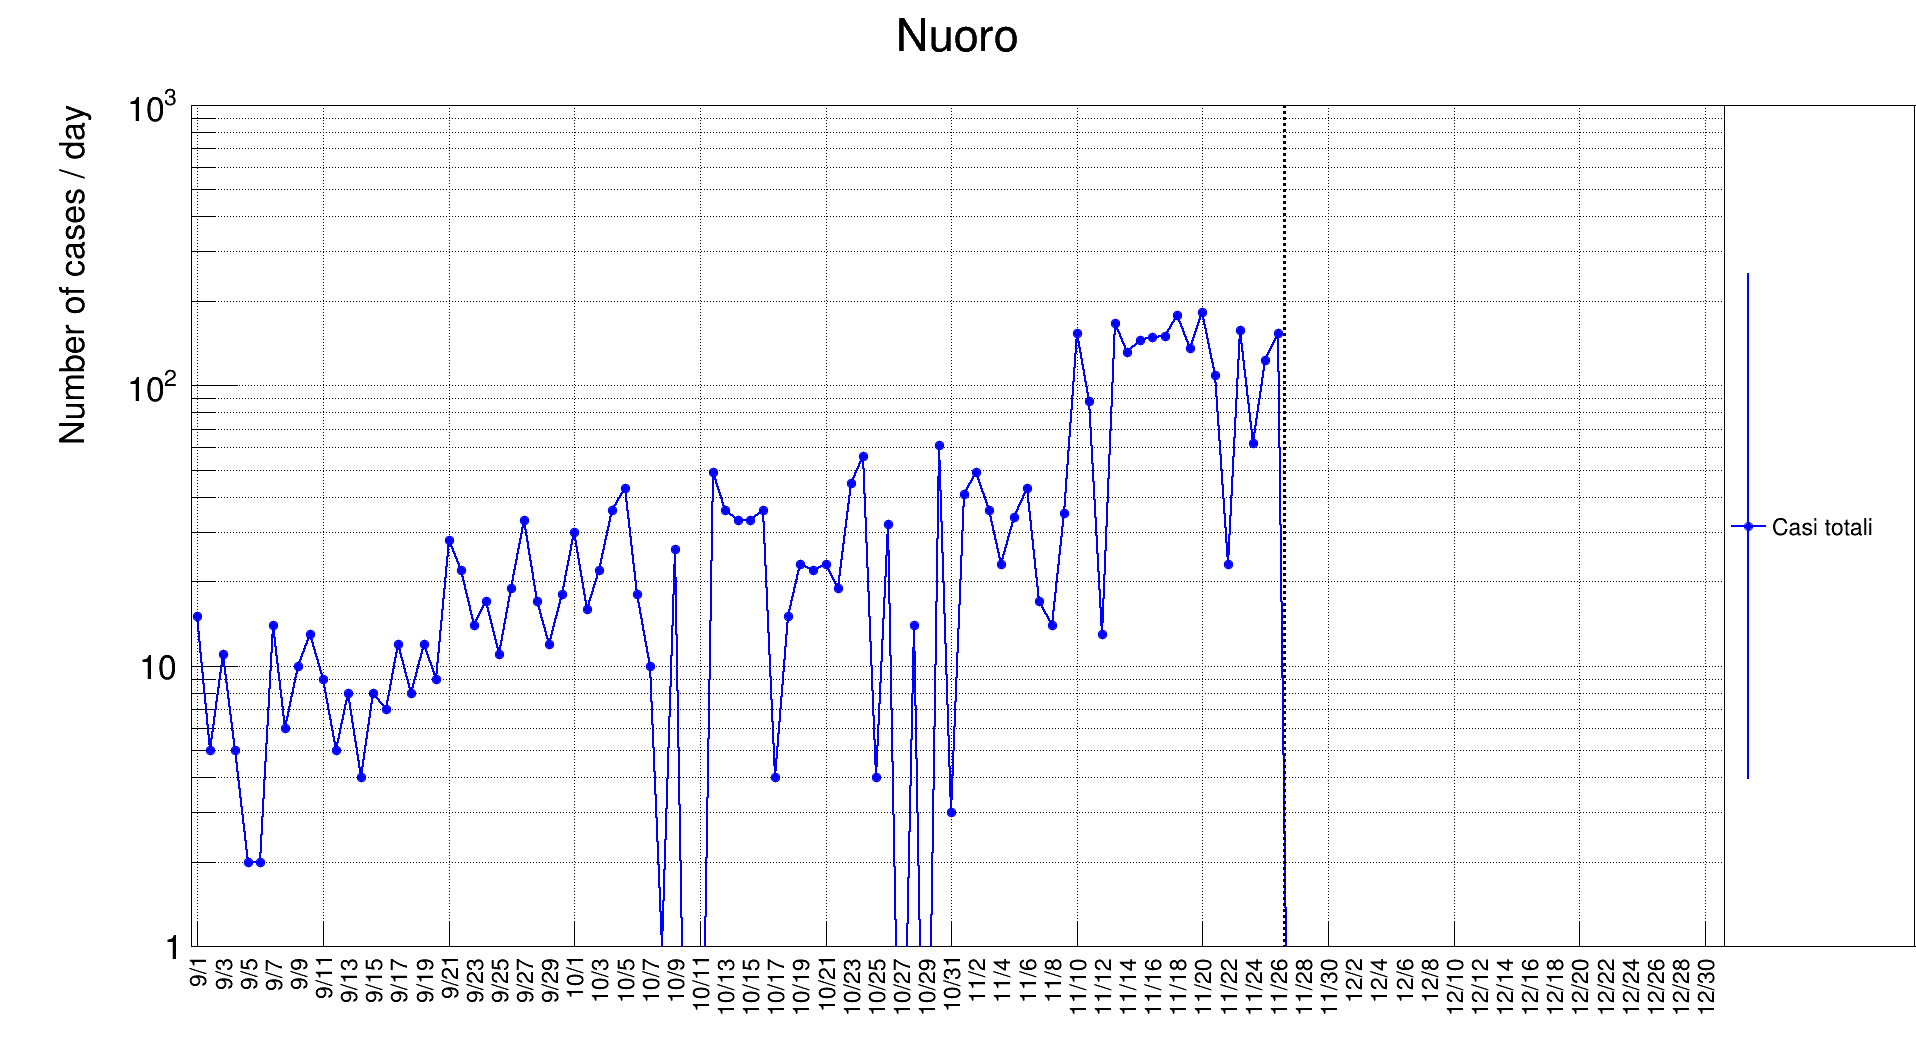 Nuoro
Number of cases / day
10³
10²
10
1
9/1 9/3 9/5 9/7 9/9 9/11 9/13 9/15 9/17 9/19 9/21 9/23 9/25 9/27 9/29 10/1 10/3 10/5 10/7 10/9 10/11 10/13 10/15 10/17 10/19 10/21 10/23 10/25 10/27 10/29 10/31 11/2 11/4 11/6 11/8 11/10 11/12 11/14 11/16 11/18 11/20 11/22 11/24 11/26 11/28 11/30 12/2 12/4 12/6 12/8 12/10 12/12 12/14 12/16 12/18 12/20 12/22 12/24 12/26 12/28 12/30
Casi totali